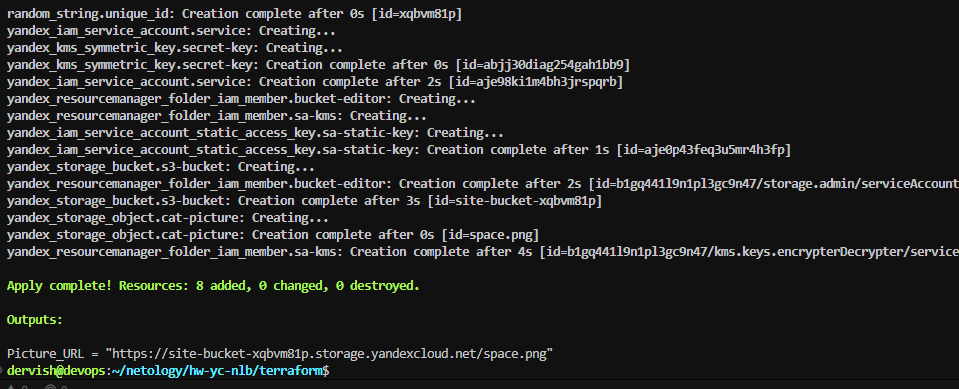 random_string.unique_id: Creation complete after 0s [id=xqbvm81p]
yandex_iam_service_account.service: Creating...
yandex_kms_symmetric_key.secret-key: Creating...
yandex_kms_symmetric_key.secret-key: Creation complete after 0s [id=abjj30diag254gah1bb9]
yandex_iam_service_account.service: Creation complete after 2s [id=aje98ki1m4bh3jrspqrb]
yandex_resourcemanager_folder_iam_member.bucket-editor: Creating...
yandex_resourcemanager_folder_iam_member.sa-kms: Creating...
yandex_iam_service_account_static_access_key.sa-static-key: Creating...
yandex_iam_service_account_static_access_key.sa-static-key: Creation complete after 1s [id=aje0p43feq3u5mr4h3fp]
yandex_storage_bucket.s3-bucket: Creating...
yandex_resourcemanager_folder_iam_member.bucket-editor: Creation complete after 2s [id=b1gq441l9n1pl3gc9n47/storage.admin/serviceAccount
yandex_storage_bucket.s3-bucket: Creation complete after 3s [id=site-bucket-xqbvm81p]
yandex_storage_object.cat-picture: Creating...
yandex_storage_object.cat-picture: Creation complete after 0s [id=space.png]
yandex_resourcemanager_folder_iam_member.sa-kms: Creation complete after 4s [id=b1gq441l9n1pl3gc9n47/kms.keys.encrypterDecrypter/service
Apply complete! Resources: 8 added, 0 changed, 0 destroyed.
Outputs:
Picture_URL = "https://site-bucket-xqbvm81p.storage.yandexcloud.net/space.png"
dervish@devops:~/netology/hw-yc-nlb/terraform$